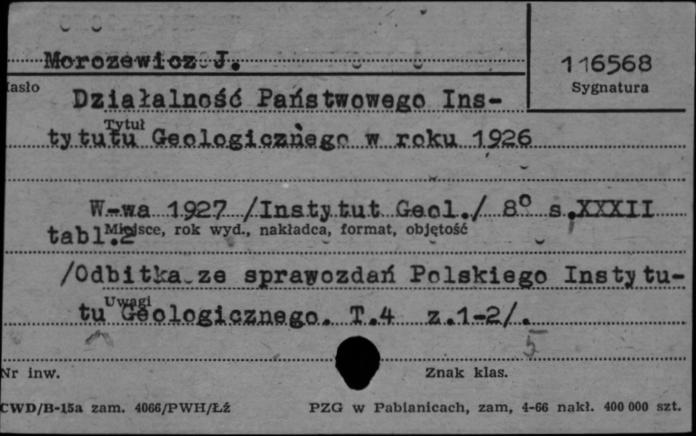 Morozewicz J.
116568
Hasło
Sygnatura
Działalność Państwowego Ins-
tytutu Geologicznego w roku 1926
Tytuł
W-wa 1927 /Instytut Geol./ 8° s.XXXII
tabl.2
Miejsce, rok wyd., nakładca, format, objętość
/Odbitka ze sprawozdań Polskiego Instytu-
tu Geologicznego. T.4 z.1-2/.
Uwagi
5
Nr inw.
Znak klas.
CWD/B-15a zam. 4066/PWH/Łź
PZG w Pabianicach, zam, 4-66 nakł. 400 000 szt.